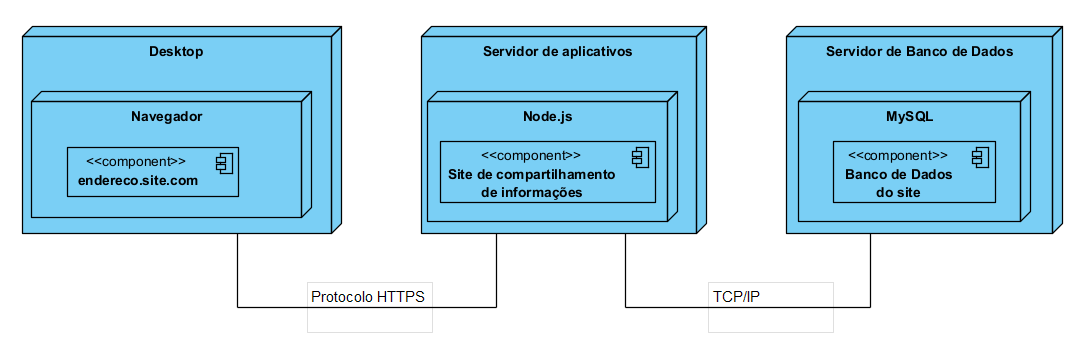 Desktop
Navegador
<<component>>
endereco.site.com
Servidor de aplicativos
Node.js
<<component>>
Site de compartilhamento
de informações
Servidor de Banco de Dados
MySQL
<<component>>
Banco de Dados
do site
Protocolo HTTPS
TCP/IP